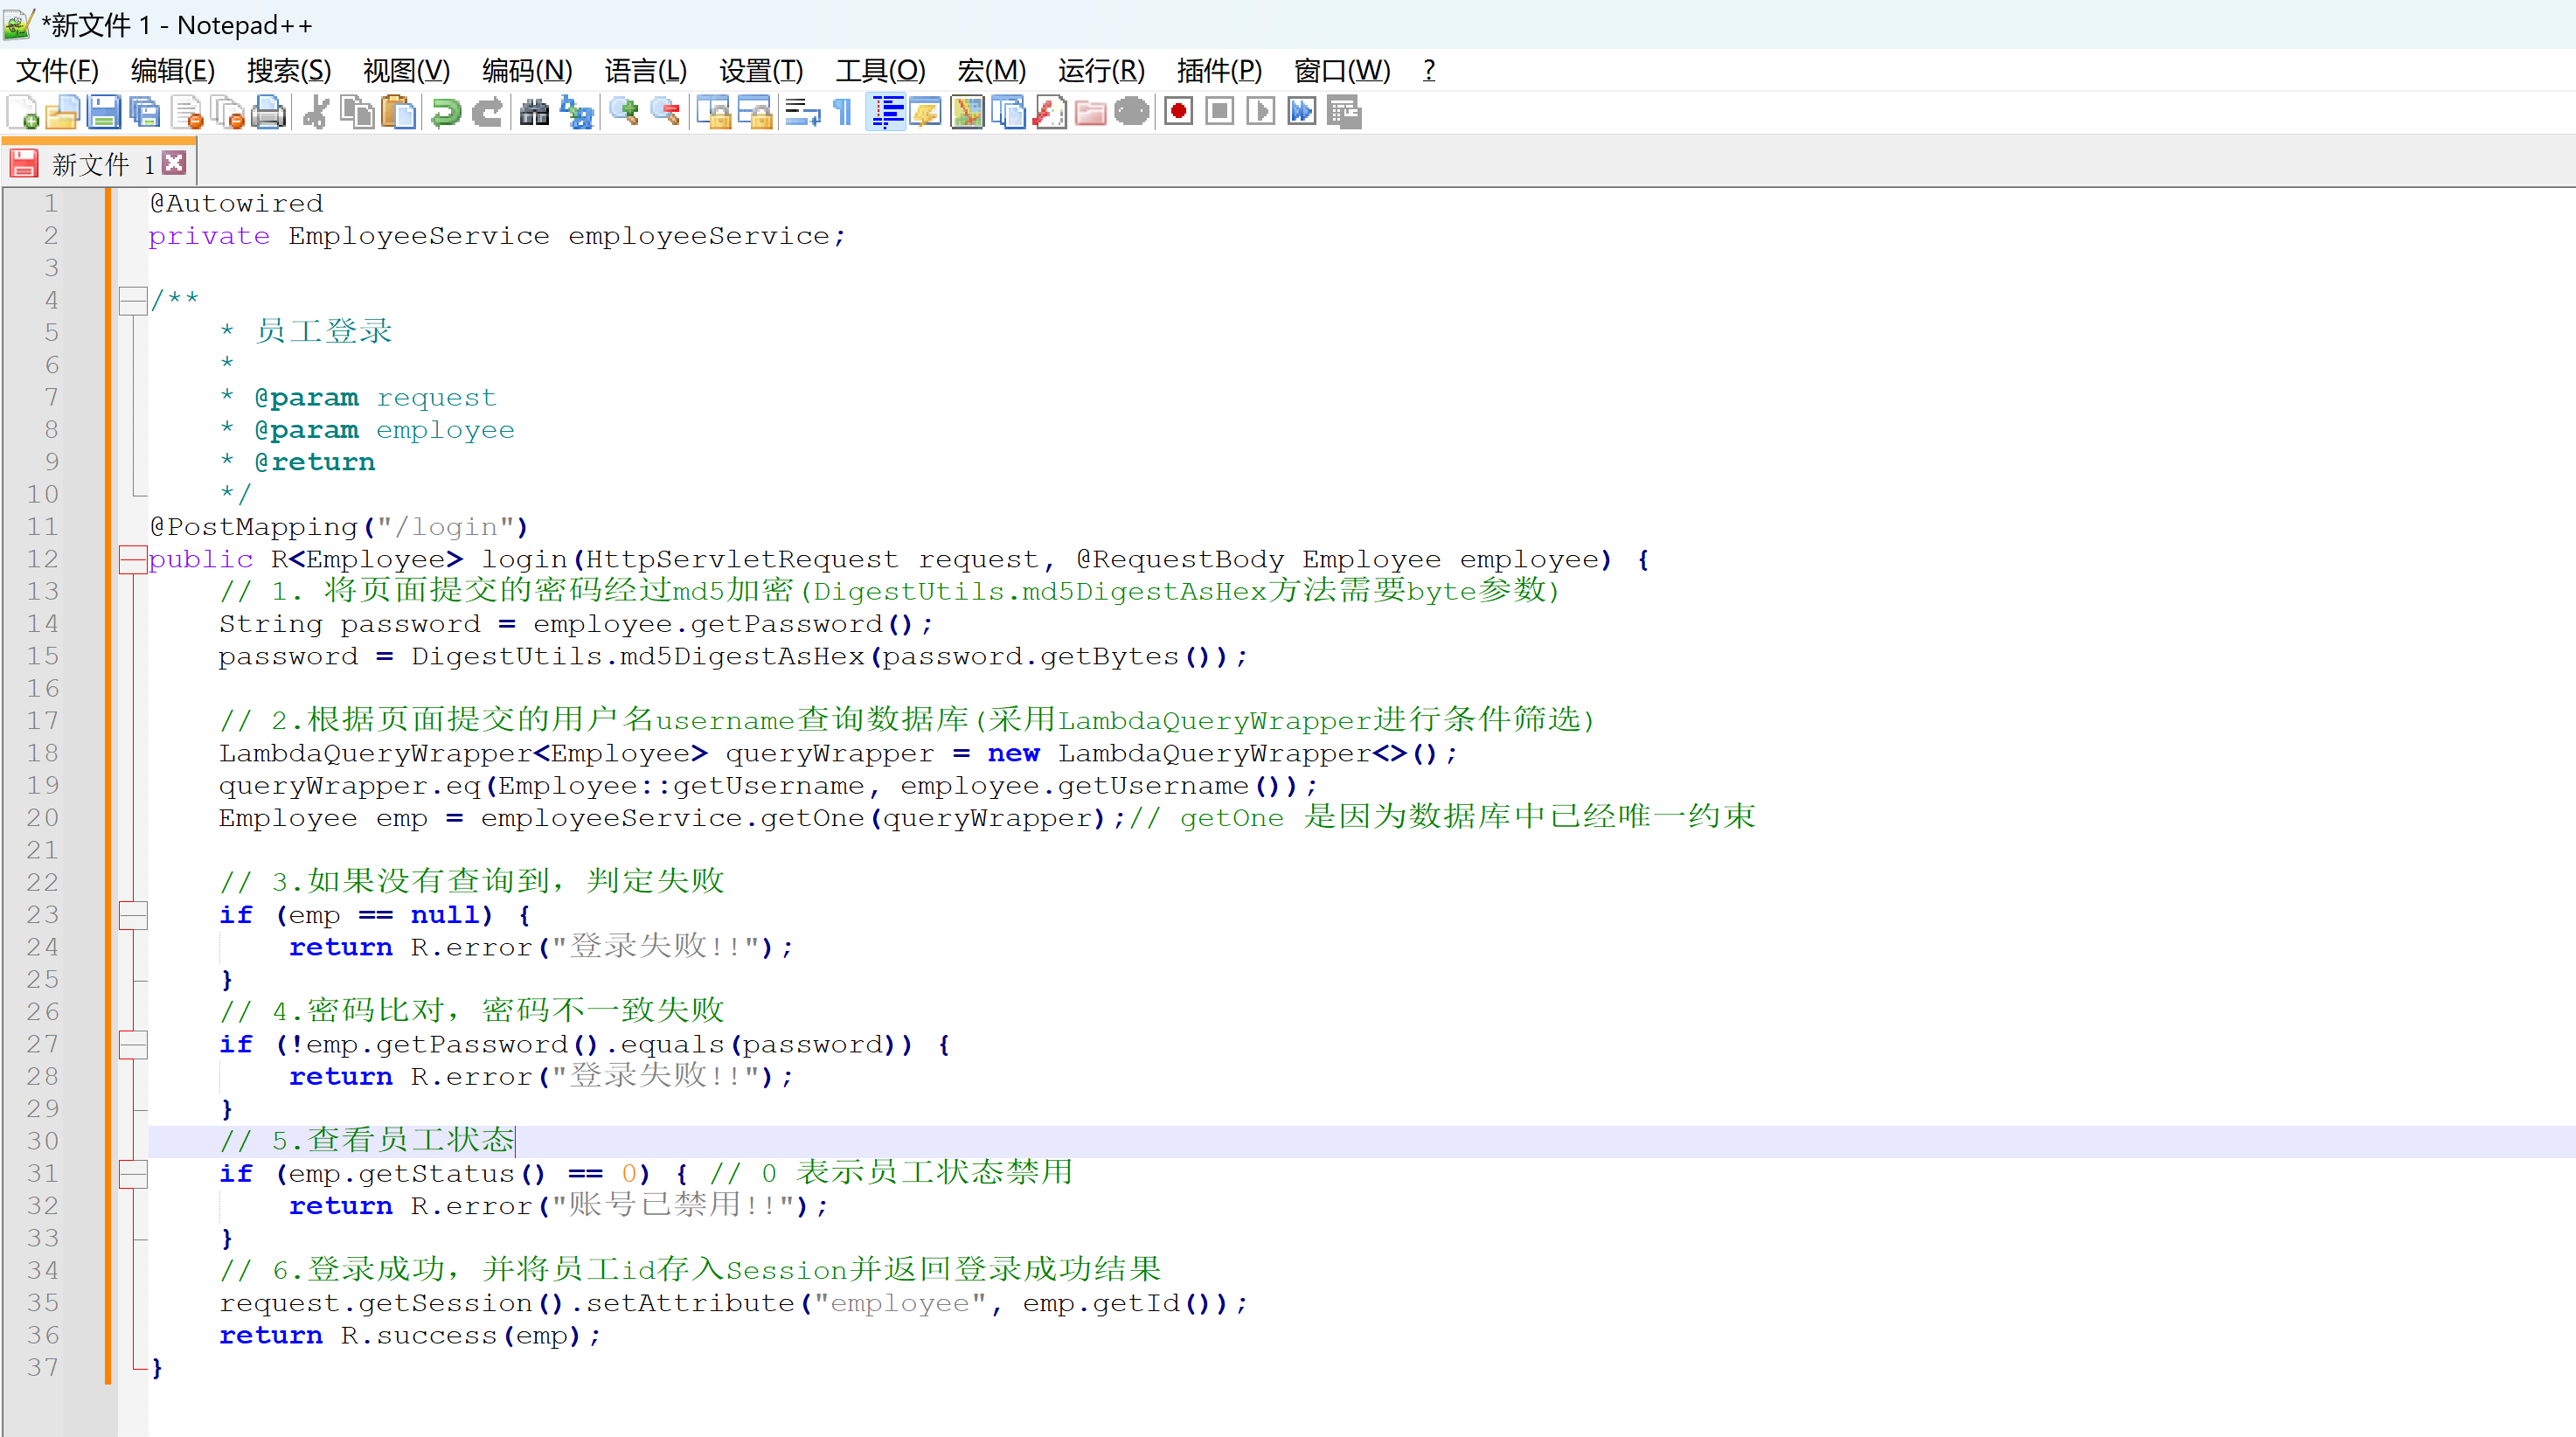 *新文件 1 - Notepad++
文件(F) 编辑(E) 搜索(S) 视图(V) 编码(N) 语言(L) 设置(T) 工具(O) 宏(M) 运行(R) 插件(P) 窗口(W) ?
新文件 1
1 @Autowired
2 private EmployeeService employeeService;
3
4 /**
5     * 员工登录
6     *
7     * @param request
8     * @param employee
9     * @return
10     */
11 @PostMapping("/login")
12 public R<Employee> login(HttpServletRequest request, @RequestBody Employee employee) {
13     // 1. 将页面提交的密码经过md5加密(DigestUtils.md5DigestAsHex方法需要byte参数)
14     String password = employee.getPassword();
15     password = DigestUtils.md5DigestAsHex(password.getBytes());
16
17     // 2.根据页面提交的用户名username查询数据库(采用LambdaQueryWrapper进行条件筛选)
18     LambdaQueryWrapper<Employee> queryWrapper = new LambdaQueryWrapper<>();
19     queryWrapper.eq(Employee::getUsername, employee.getUsername());
20     Employee emp = employeeService.getOne(queryWrapper);// getOne 是因为数据库中已经唯一约束
21
22     // 3.如果没有查询到，判定失败
23     if (emp == null) {
24         return R.error("登录失败!!");
25     }
26     // 4.密码比对，密码不一致失败
27     if (!emp.getPassword().equals(password)) {
28         return R.error("登录失败!!");
29     }
30     // 5.查看员工状态
31     if (emp.getStatus() == 0) { // 0 表示员工状态禁用
32         return R.error("账号已禁用!!");
33     }
34     // 6.登录成功，并将员工id存入Session并返回登录成功结果
35     request.getSession().setAttribute("employee", emp.getId());
36     return R.success(emp);
37 }